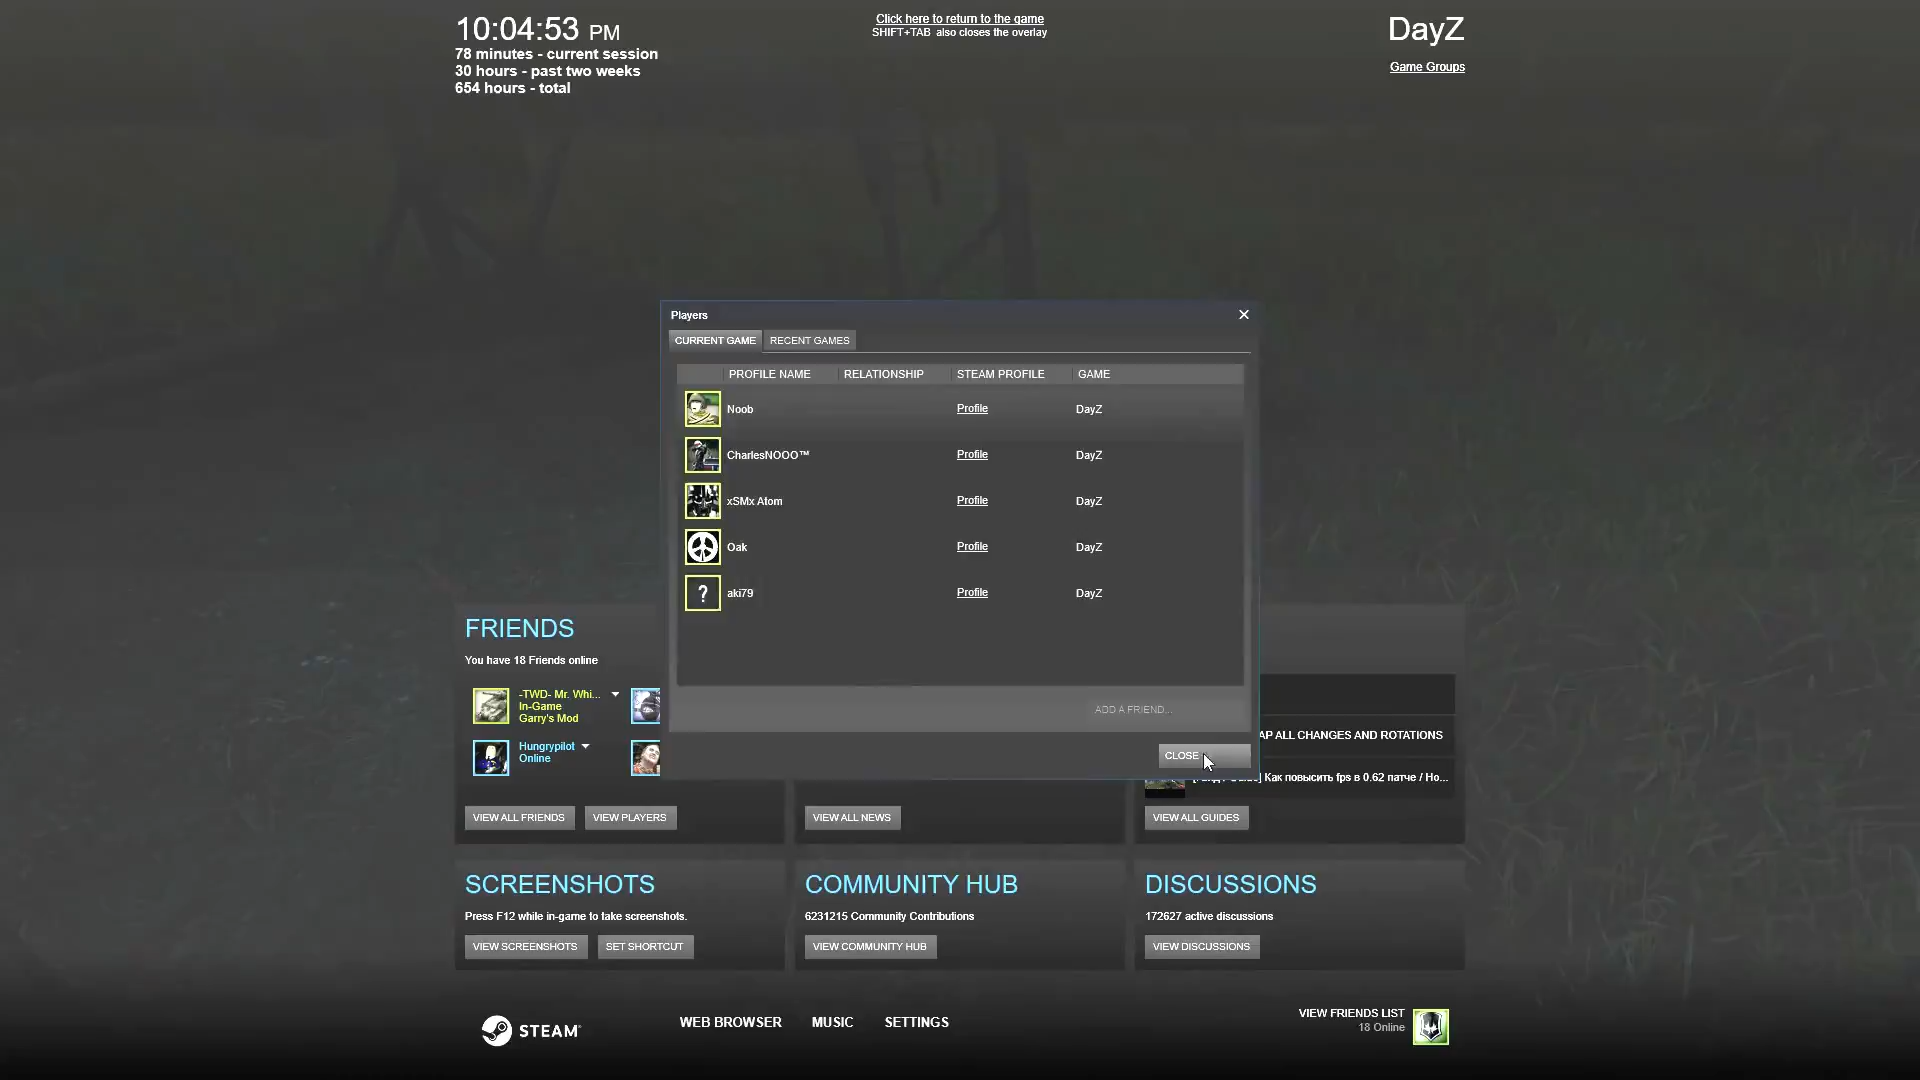 10:04:53 PM
78 minutes - current session
30 hours - past two weeks
654 hours - total
Click here to return to the game
SHIFT+TAB also closes the overlay
DayZ
Game Groups
Players
CURRENT GAME
RECENT GAMES
PROFILE NAME RELATIONSHIP STEAM PROFILE GAME
Noob Profile DayZ
CharlesNOOO™ Profile DayZ
xSMx Atom Profile DayZ
Oak Profile DayZ
? aki79 Profile DayZ
ADD A FRIEND...
CLOSE
FRIENDS
You have 18 Friends online
-TWD- Mr. Whi...
In-Game
Garry's Mod
Hungrypilot
Online
VIEW ALL FRIENDS
VIEW PLAYERS
VIEW ALL NEWS
AP ALL CHANGES AND ROTATIONS
Как повысить fps в 0.62 патче / Но...
VIEW ALL GUIDES
SCREENSHOTS
Press F12 while in-game to take screenshots.
VIEW SCREENSHOTS
SET SHORTCUT
COMMUNITY HUB
6231215 Community Contributions
VIEW COMMUNITY HUB
DISCUSSIONS
172627 active discussions
VIEW DISCUSSIONS
STEAM
WEB BROWSER
MUSIC
SETTINGS
VIEW FRIENDS LIST
18 Online